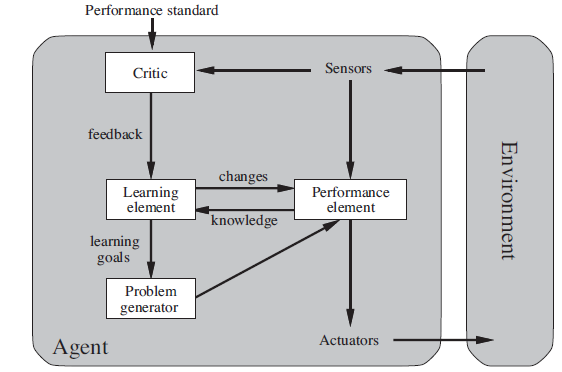 Performance standard
Critic
Sensors
feedback
changes
Learning
element
Performance
element
knowledge
learning
goals
Problem
generator
Actuators
Agent
Environment